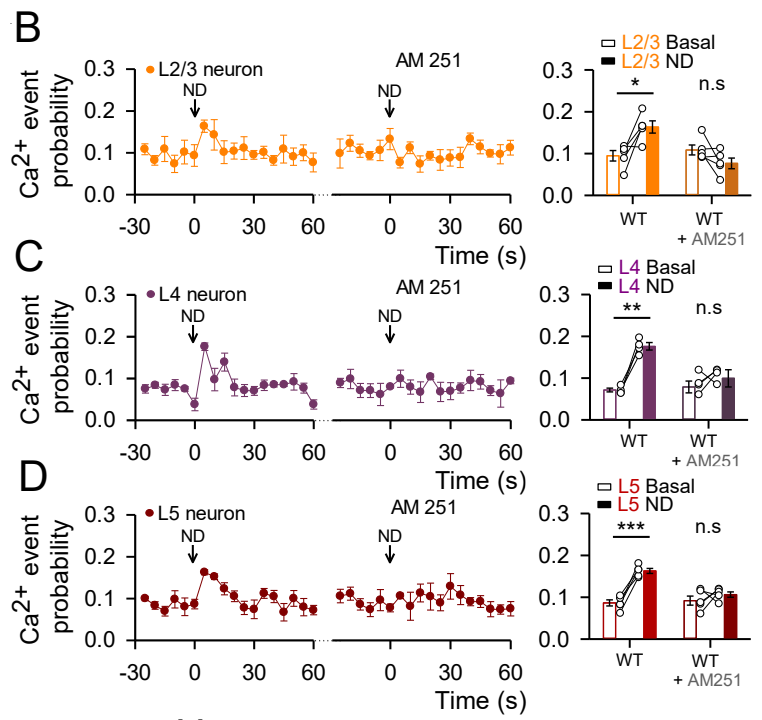 B
Ca2+ event
probability
0.3
0.2
0.1
0.0
L2/3 neuron
ND
AM 251
ND
-30 0 30 60 0 30 60
Time (s)
L2/3 Basal
L2/3 ND
0.3
0.2
0.1
0.0
*
n.s
WT
WT
+ AM251
C
Ca2+ event
probability
0.3
0.2
0.1
0.0
L4 neuron
ND
AM 251
ND
-30 0 30 60 0 30 60
Time (s)
L4 Basal
L4 ND
0.3
0.2
0.1
0.0
**
n.s
WT
WT
+ AM251
D
Ca2+ event
probability
0.3
0.2
0.1
0.0
L5 neuron
ND
AM 251
ND
-30 0 30 60 0 30 60
Time (s)
L5 Basal
L5 ND
0.3
0.2
0.1
0.0
***
n.s
WT
WT
+ AM251